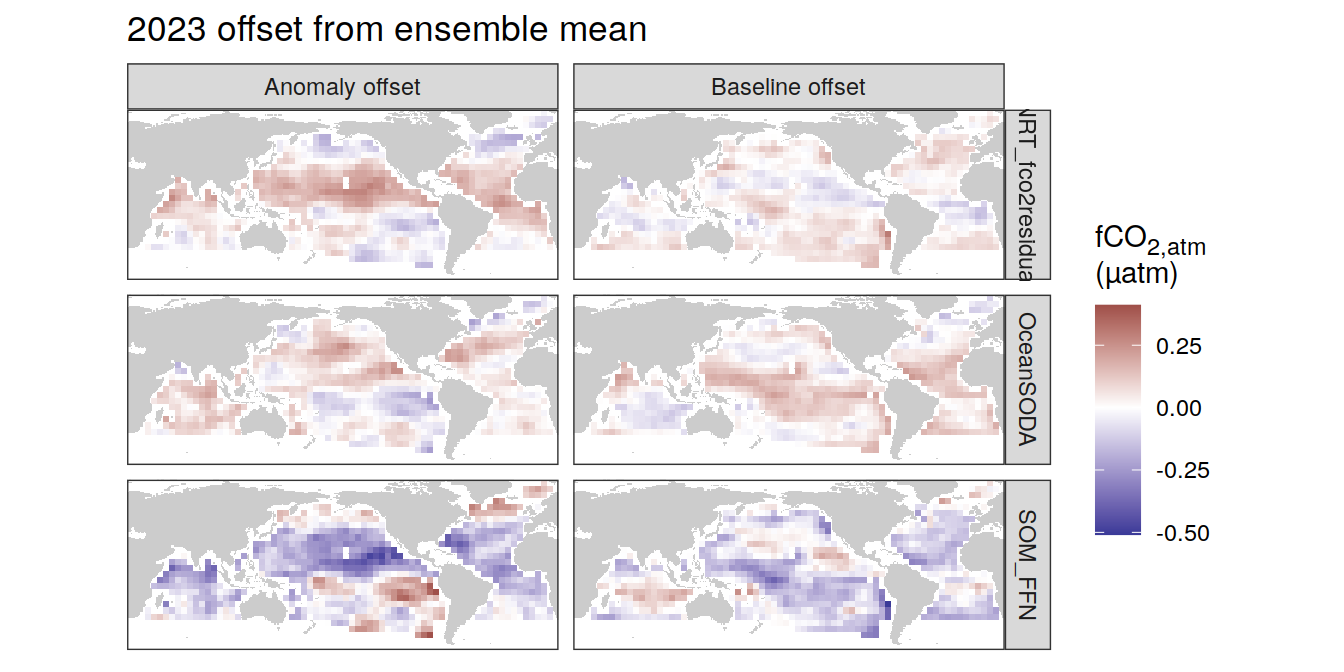 2023 offset from ensemble mean
Anomaly offset
Baseline offset
NRT_fco2residua
OceanSODA
SOM_FFN
fCO2,atm
(µatm)
0.25
0.00
-0.25
-0.50